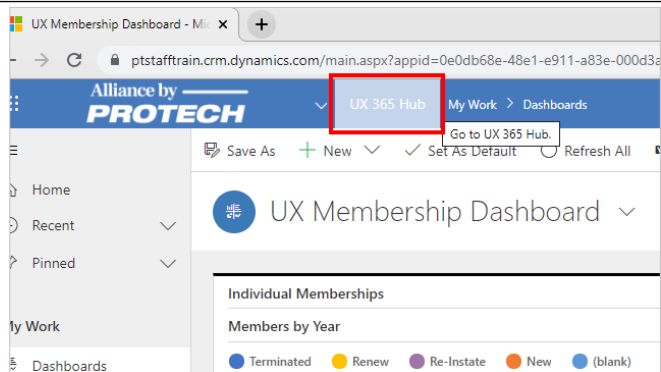 UX Membership Dashboard - Mic
ptstafftrain.crm.dynamics.com/main.aspx?appid=0e0db68e-48e1-e911-a83e-000d3a
Alliance by
PROTECH
UX 365 Hub My Work > Dashboards
Go to UX 365 Hub.
Save As + New Set As Default Refresh All
Home
UX Membership Dashboard
Recent
Pinned
Individual Memberships
My Work
Members by Year
Dashboards
Terminated Renew Re-Instate New (blank)